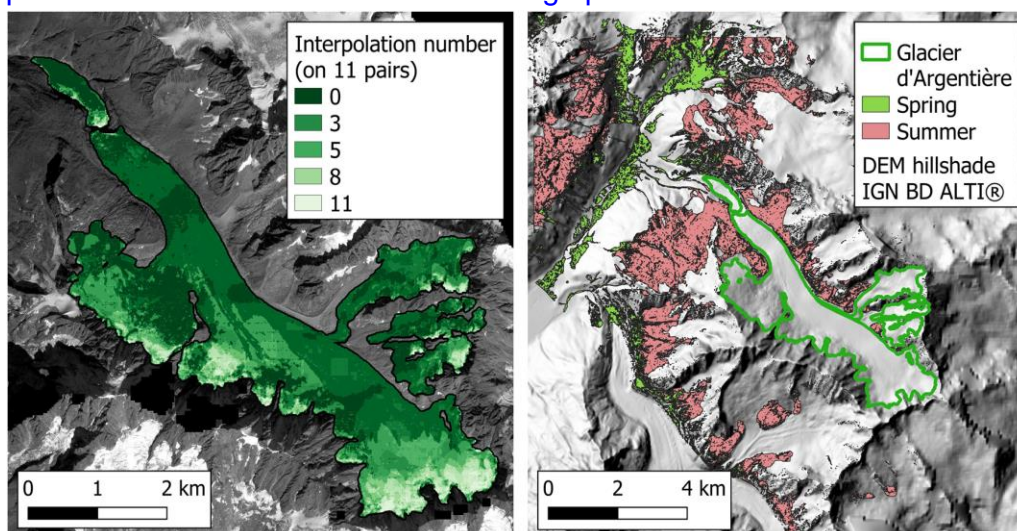 Interpolation number
(on 11 pairs)
0
3
5
8
11
0 1 2 km
Glacier
d'Argentière
Spring
Summer
DEM hillshade
IGN BD ALTI®
0 2 4 km